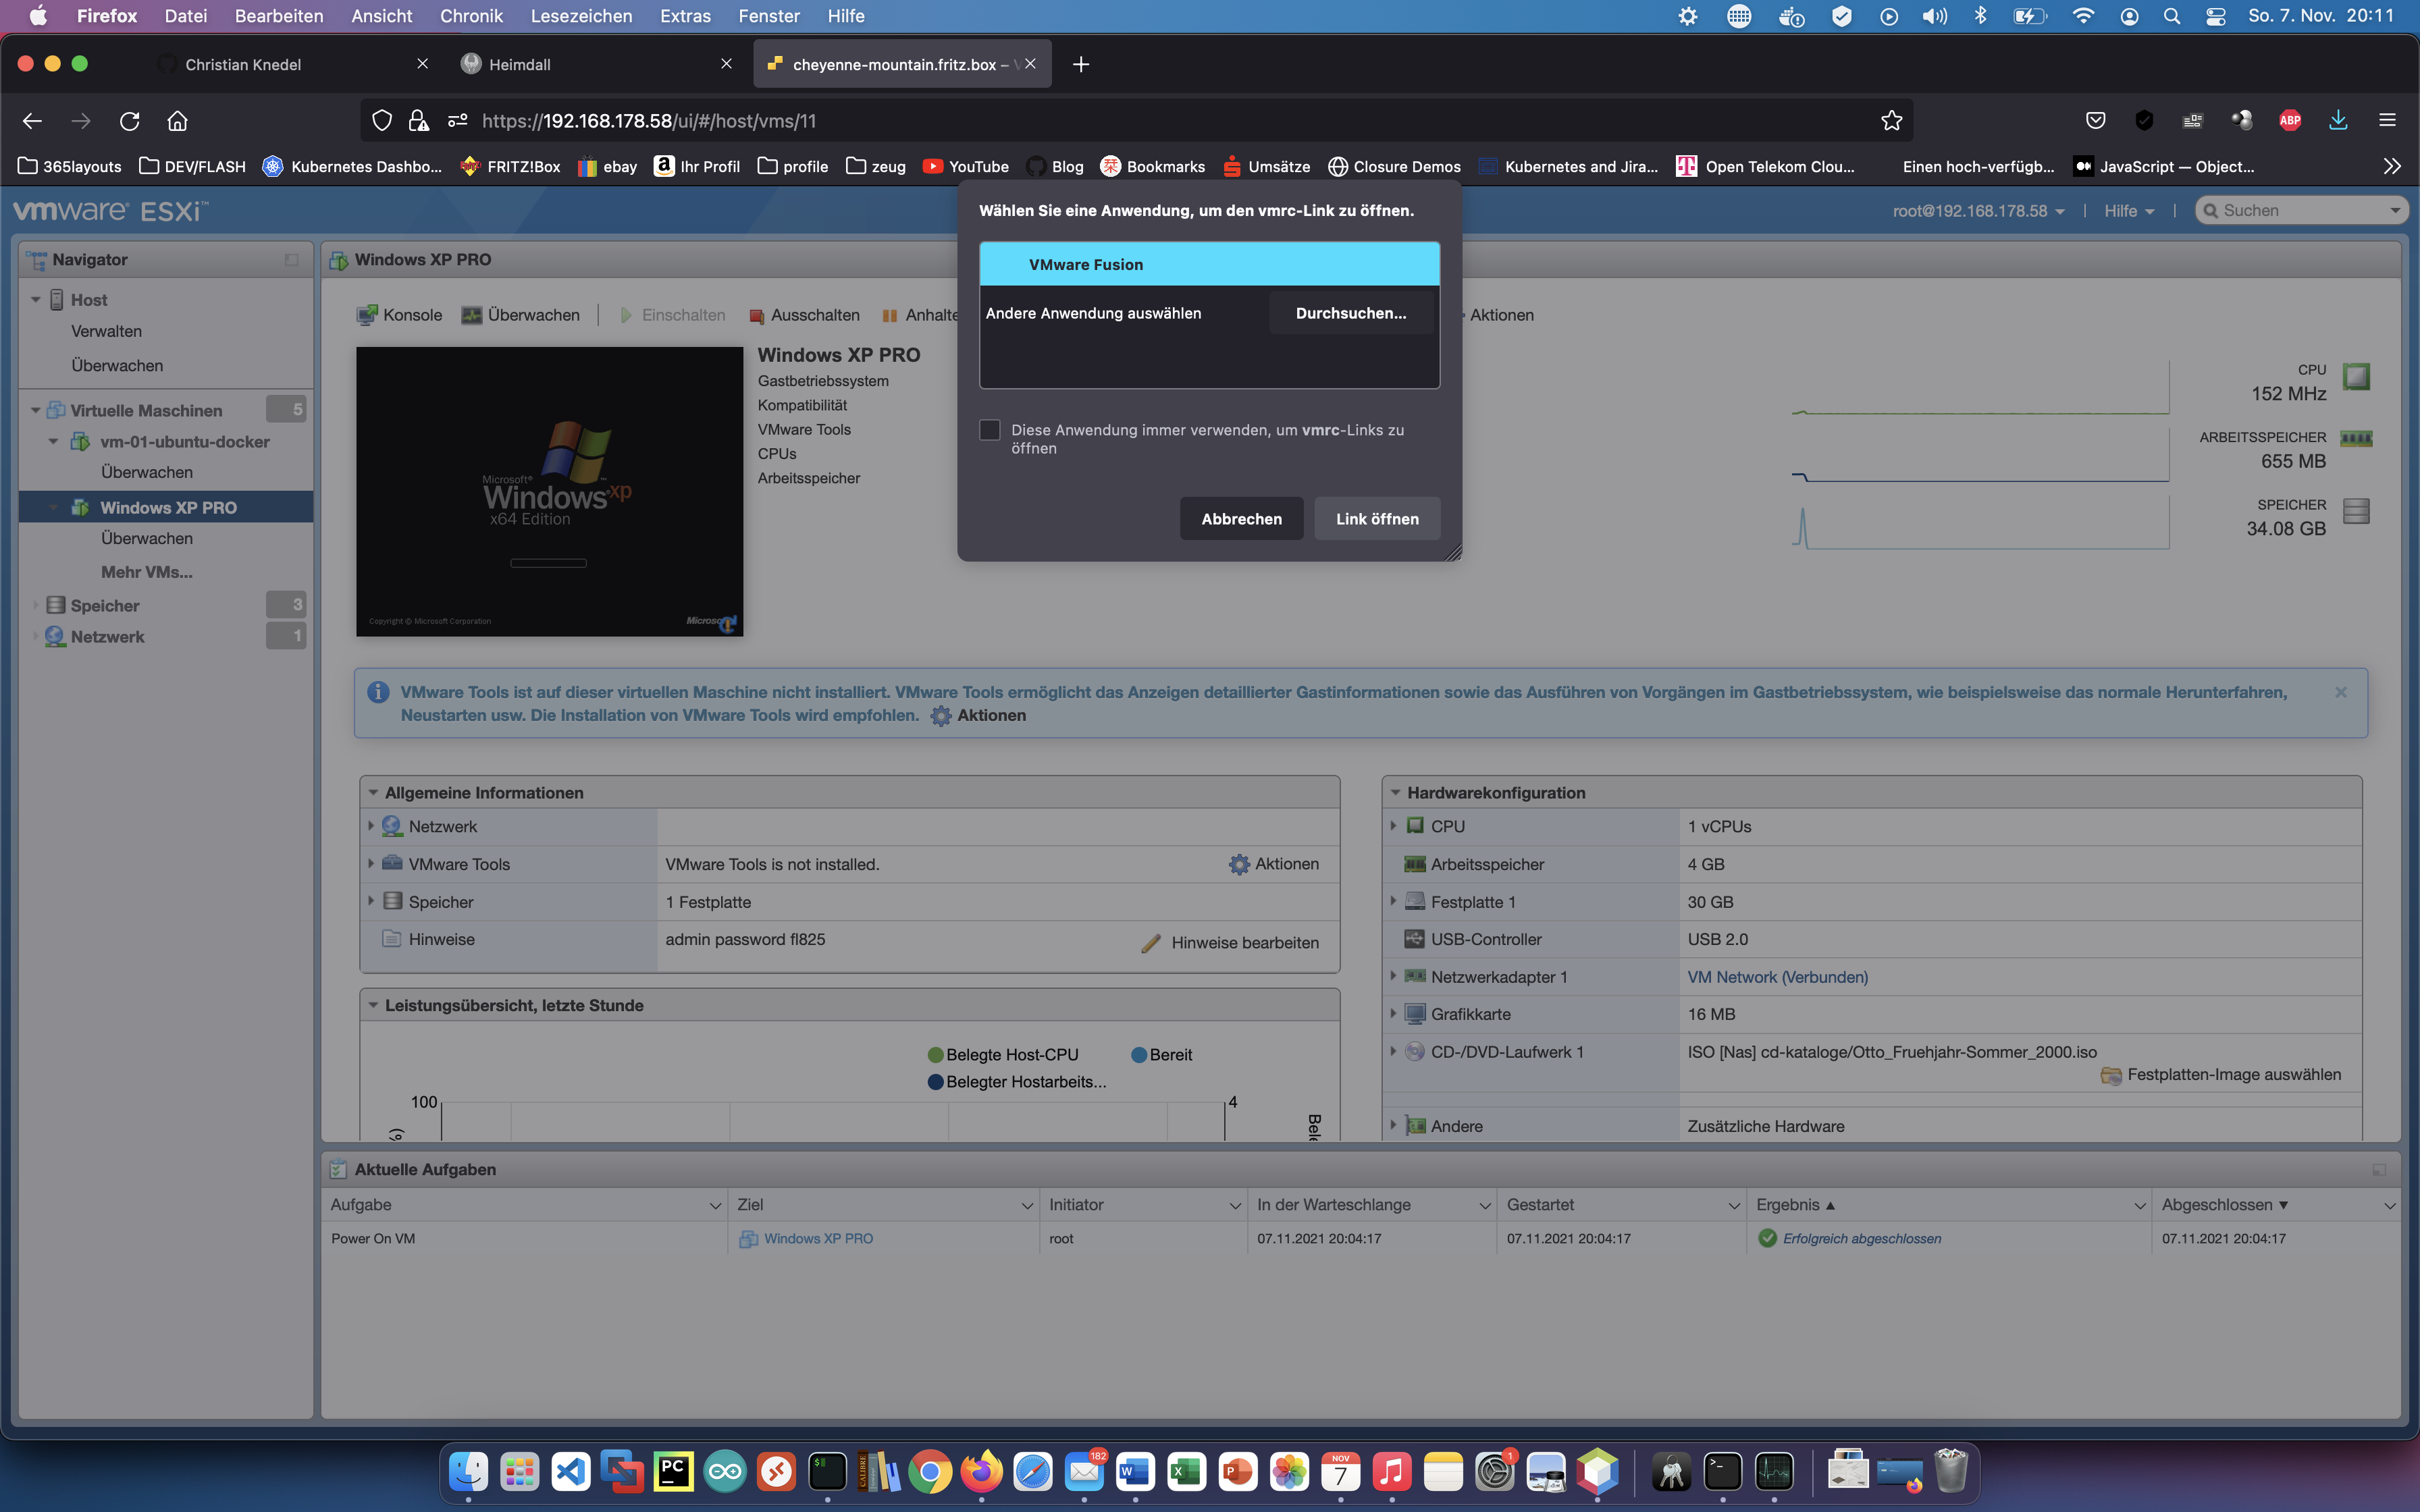 Firefox Datei Bearbeiten Ansicht Chronik Lesezeichen Extras Fenster Hilfe So. 7. Nov. 20:11
Christian Knedel
Heimdall
cheyenne-mountain.fritz.box –
https://192.168.178.58/ui/#/host/vms/11
ABP
365layouts DEV/FLASH Kubernetes Dashbo... FRITZ!Box ebay Ihr Profil profile zeug YouTube Blog Bookmarks Umsätze Closure Demos Kubernetes and Jira... Open Telekom Clou... Einen hoch-verfügb... JavaScript — Object...
vmware® ESXi™
root@192.168.178.58 | Hilfe | Suchen
Wählen Sie eine Anwendung, um den vmrc-Link zu öffnen.
VMware Fusion
Andere Anwendung auswählen Durchsuchen...
Diese Anwendung immer verwenden, um vmrc-Links zu
öffnen
Abbrechen Link öffnen
Navigator
Host
Verwalten
Überwachen
Virtuelle Maschinen 5
vm-01-ubuntu-docker
Überwachen
Windows XP PRO
Überwachen
Mehr VMs...
Speicher 3
Netzwerk 1
Windows XP PRO
Konsole Überwachen Einschalten Ausschalten Anhalte Aktionen
Microsoft®
Windows xp
x64 Edition
Copyright © Microsoft Corporation
Windows XP PRO
Gastbetriebssystem
Kompatibilität
VMware Tools
CPUs
Arbeitsspeicher
CPU
152 MHz
ARBEITSSPEICHER
655 MB
SPEICHER
34.08 GB
VMware Tools ist auf dieser virtuellen Maschine nicht installiert. VMware Tools ermöglicht das Anzeigen detaillierter Gastinformationen sowie das Ausführen von Vorgängen im Gastbetriebssystem, wie beispielsweise das normale Herunterfahren,
Neustarten usw. Die Installation von VMware Tools wird empfohlen. Aktionen
Allgemeine Informationen
Netzwerk
VMware Tools VMware Tools is not installed. Aktionen
Speicher 1 Festplatte
Hinweise admin password fl825 Hinweise bearbeiten
Leistungsübersicht, letzte Stunde
Belegte Host-CPU Bereit
Belegter Hostarbeits...
100 4
Hardwarekonfiguration
CPU 1 vCPUs
Arbeitsspeicher 4 GB
Festplatte 1 30 GB
USB-Controller USB 2.0
Netzwerkadapter 1 VM Network (Verbunden)
Grafikkarte 16 MB
CD-/DVD-Laufwerk 1 ISO [Nas] cd-kataloge/Otto_Fruehjahr-Sommer_2000.iso
Festplatten-Image auswählen
Andere Zusätzliche Hardware
Aktuelle Aufgaben
Aufgabe Ziel Initiator In der Warteschlange Gestartet Ergebnis ▲ Abgeschlossen ▼
Power On VM Windows XP PRO root 07.11.2021 20:04:17 07.11.2021 20:04:17 Erfolgreich abgeschlossen 07.11.2021 20:04:17
PC
CALIBRE
182
NOV
7
1